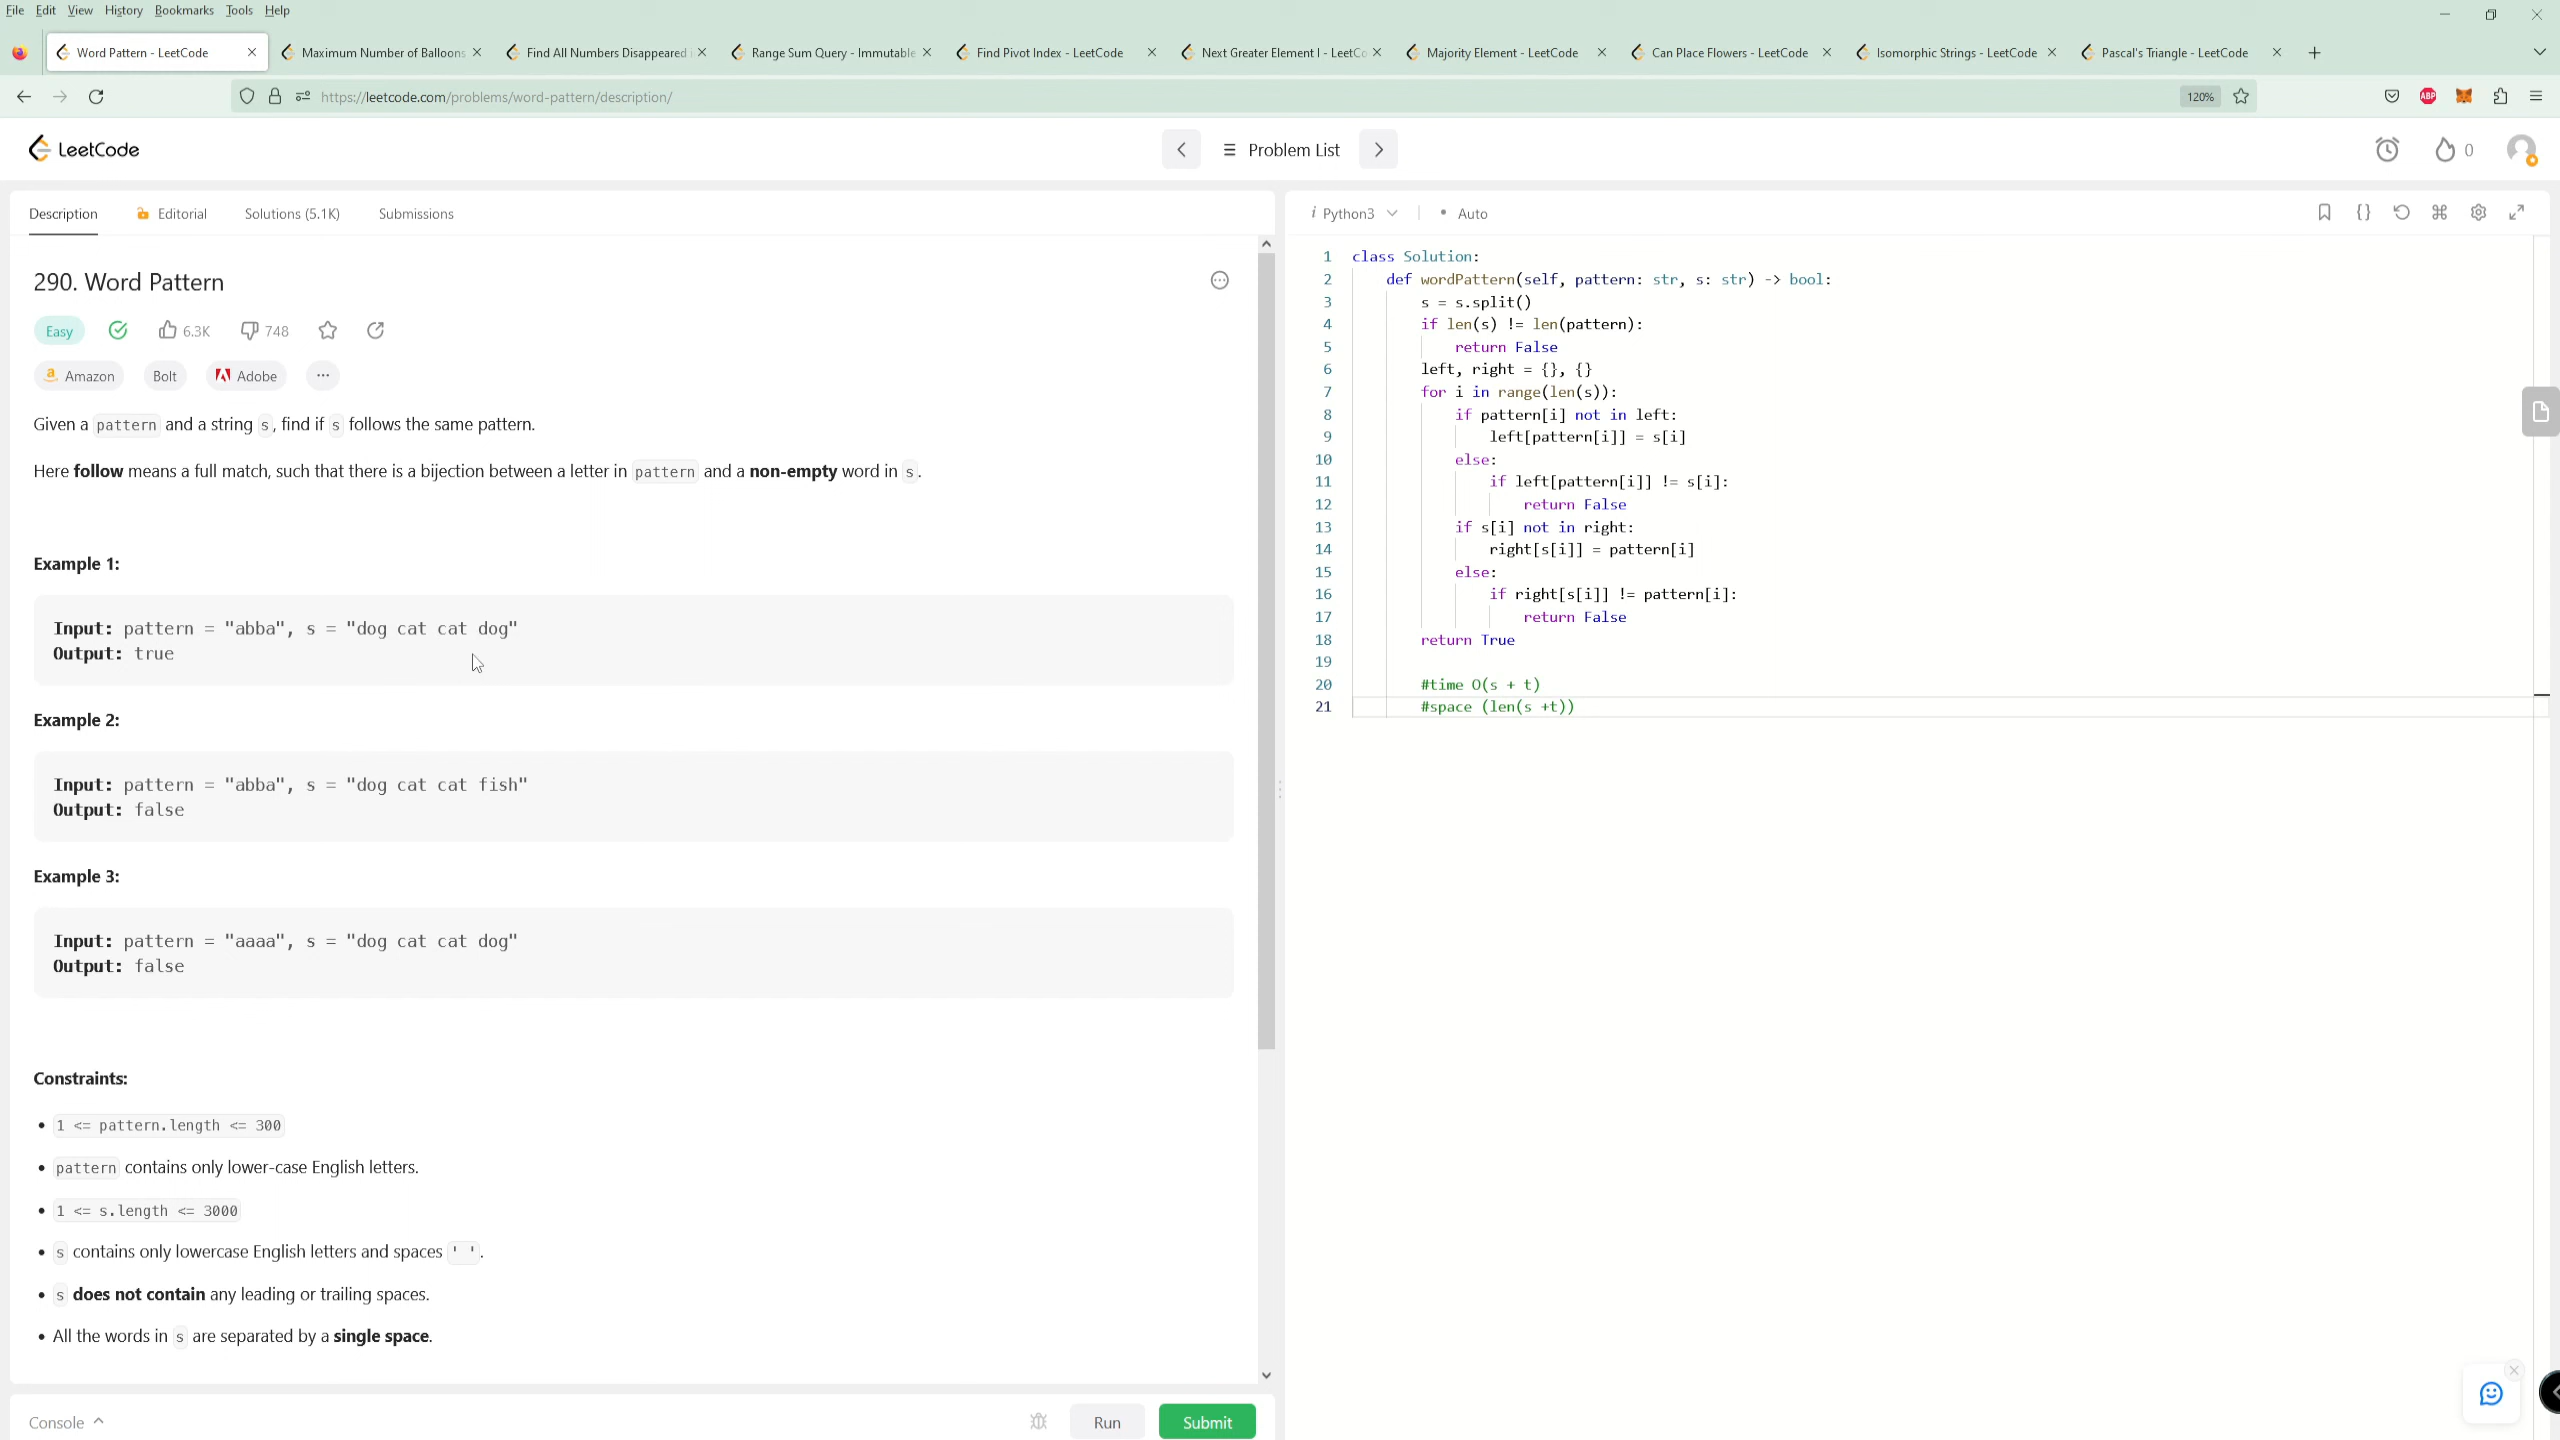 File Edit View History Bookmarks Tools Help
Word Pattern - LeetCode
Maximum Number of Balloons
Find All Numbers Disappeared
Range Sum Query - Immutable
Find Pivot Index - LeetCode
Next Greater Element I - LeetCo
Majority Element - LeetCode
Can Place Flowers - LeetCode
Isomorphic Strings - LeetCode
Pascal's Triangle - LeetCode
https://leetcode.com/problems/word-pattern/description/
120%
ABP
LeetCode
Problem List
0
Description
Editorial
Solutions (5.1K)
Submissions
290. Word Pattern
Easy
6.3K
748
Amazon
Bolt
Adobe
Given a pattern and a string s, find if s follows the same pattern.
Here follow means a full match, such that there is a bijection between a letter in pattern and a non-empty word in s.
Example 1:
Input: pattern = "abba", s = "dog cat cat dog"
Output: true
Example 2:
Input: pattern = "abba", s = "dog cat cat fish"
Output: false
Example 3:
Input: pattern = "aaaa", s = "dog cat cat dog"
Output: false
Constraints:
• 1 <= pattern.length <= 300
• pattern contains only lower-case English letters.
• 1 <= s.length <= 3000
• s contains only lowercase English letters and spaces ' '.
• s does not contain any leading or trailing spaces.
• All the words in s are separated by a single space.
Console
Run
Submit
i Python3
• Auto
1 class Solution:
2     def wordPattern(self, pattern: str, s: str) -> bool:
3         s = s.split()
4         if len(s) != len(pattern):
5             return False
6         left, right = {}, {}
7         for i in range(len(s)):
8             if pattern[i] not in left:
9                 left[pattern[i]] = s[i]
10             else:
11                 if left[pattern[i]] != s[i]:
12                     return False
13             if s[i] not in right:
14                 right[s[i]] = pattern[i]
15             else:
16                 if right[s[i]] != pattern[i]:
17                     return False
18         return True
19
20         #time O(s + t)
21         #space (len(s +t))